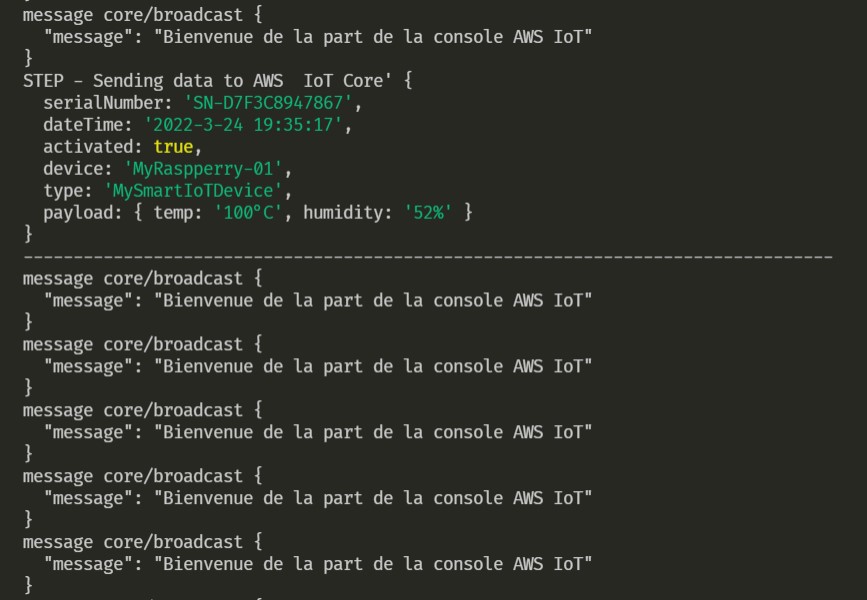 message core/broadcast {
  "message": "Bienvenue de la part de la console AWS IoT"
}
STEP - Sending data to AWS  IoT Core' {
  serialNumber: 'SN-D7F3C8947867',
  dateTime: '2022-3-24 19:35:17',
  activated: true,
  device: 'MyRaspperry-01',
  type: 'MySmartIoTDevice',
  payload: { temp: '100°C', humidity: '52%' }
}
--------------------------------------------------------------------------------
message core/broadcast {
  "message": "Bienvenue de la part de la console AWS IoT"
}
message core/broadcast {
  "message": "Bienvenue de la part de la console AWS IoT"
}
message core/broadcast {
  "message": "Bienvenue de la part de la console AWS IoT"
}
message core/broadcast {
  "message": "Bienvenue de la part de la console AWS IoT"
}
message core/broadcast {
  "message": "Bienvenue de la part de la console AWS IoT"
}